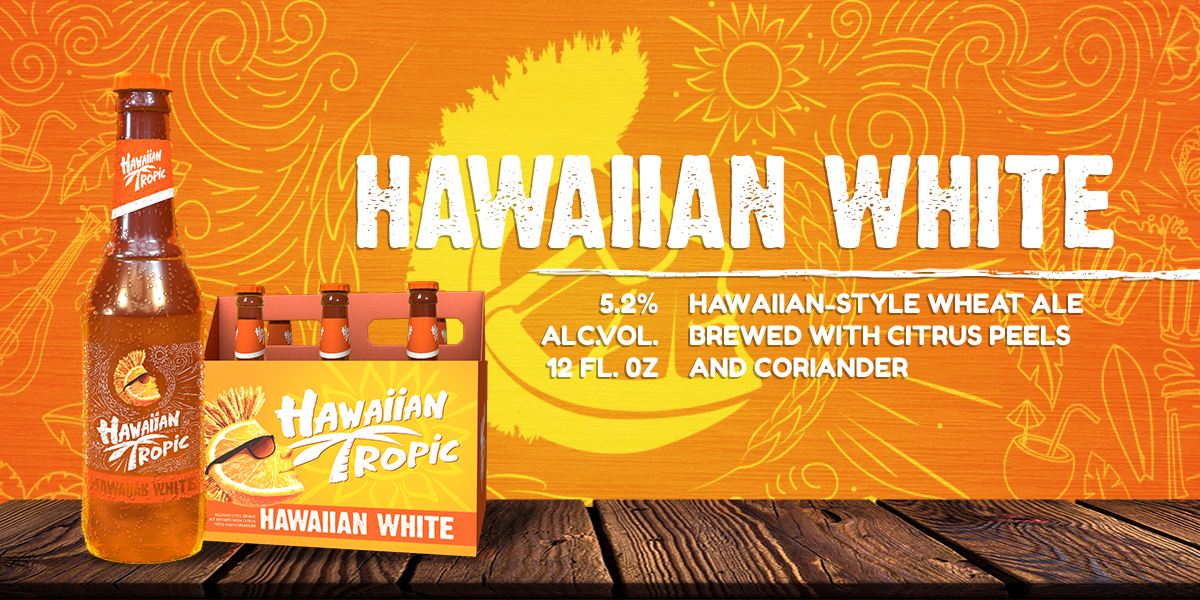 HAWAIIAN WHITE
5.2%
ALC.VOL.
12 FL. OZ
HAWAIIAN-STYLE WHEAT ALE
BREWED WITH CITRUS PEELS
AND CORIANDER
HAWAIIAN
TROPIC
HAWAIIAN
TROPIC
HAWAIIAN WHITE
HAWAIIAN
TROPIC
HAWAIIAN WHITE